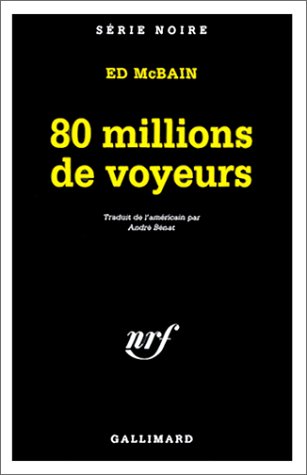 SÉRIE NOIRE
ED McBAIN
80 millions
de voyeurs
Traduit de l'américain par
André Bénat
nrf
GALLIMARD